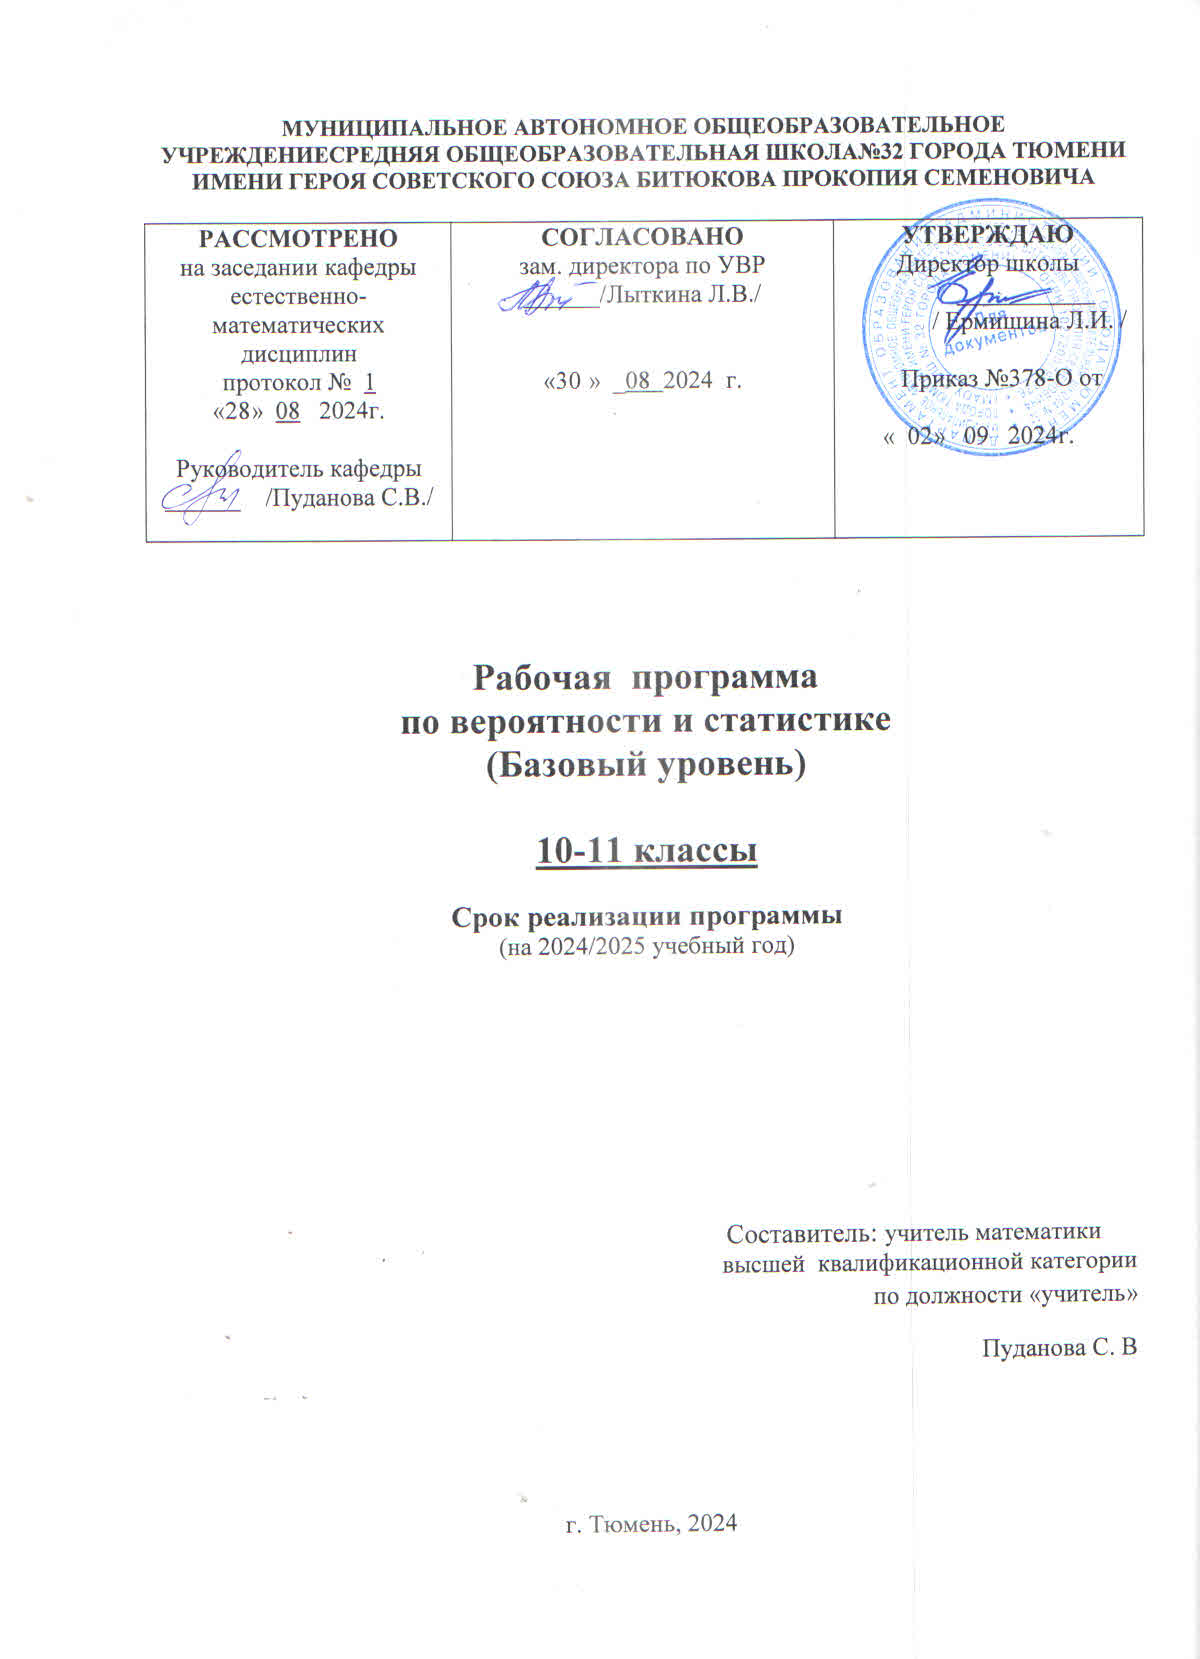 МУНИЦИПАЛЬНОЕ АВТОНОМНОЕ ОБЩЕОБРАЗОВАТЕЛЬНОЕ
УЧРЕЖДЕНИЕСРЕДНЯЯ ОБЩЕОБРАЗОВАТЕЛЬНАЯ ШКОЛА№32 ГОРОДА ТЮМЕНИ
ИМЕНИ ГЕРОЯ СОВЕТСКОГО СОЮЗА БИТЮКОВА ПРОКОПИЯ СЕМЕНОВИЧА
РАССМОТРЕНО
на заседании кафедры
естественно-
математических
дисциплин
протокол № 1
«28» 08 2024г.
Руководитель кафедры
/Пуданова С.В./
СОГЛАСОВАНО
зам. директора по УВР
/Лыткина Л.В./
«30 » _08_2024 г.
УТВЕРЖДАЮ
Директор школы
/ Ермишина Л.И. /
Для
документов
Приказ №378-О от
« 02» 09 2024г.
Рабочая программа
по вероятности и статистике
(Базовый уровень)
10-11 классы
Срок реализации программы
(на 2024/2025 учебный год)
Составитель: учитель математики
высшей квалификационной категории
по должности «учитель»
Пуданова С. В
г. Тюмень, 2024